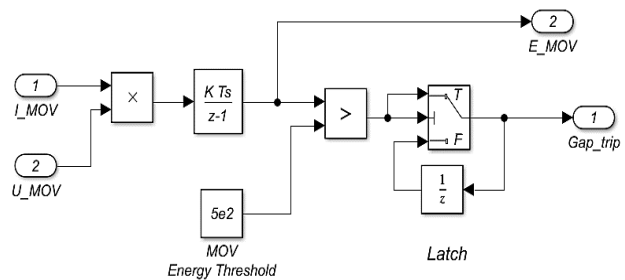 2
E_MOV
1
I_MOV
×
K Ts
z-1
>
T
F
1
Gap_trip
2
U_MOV
5e2
1
z
MOV
Energy Threshold
Latch